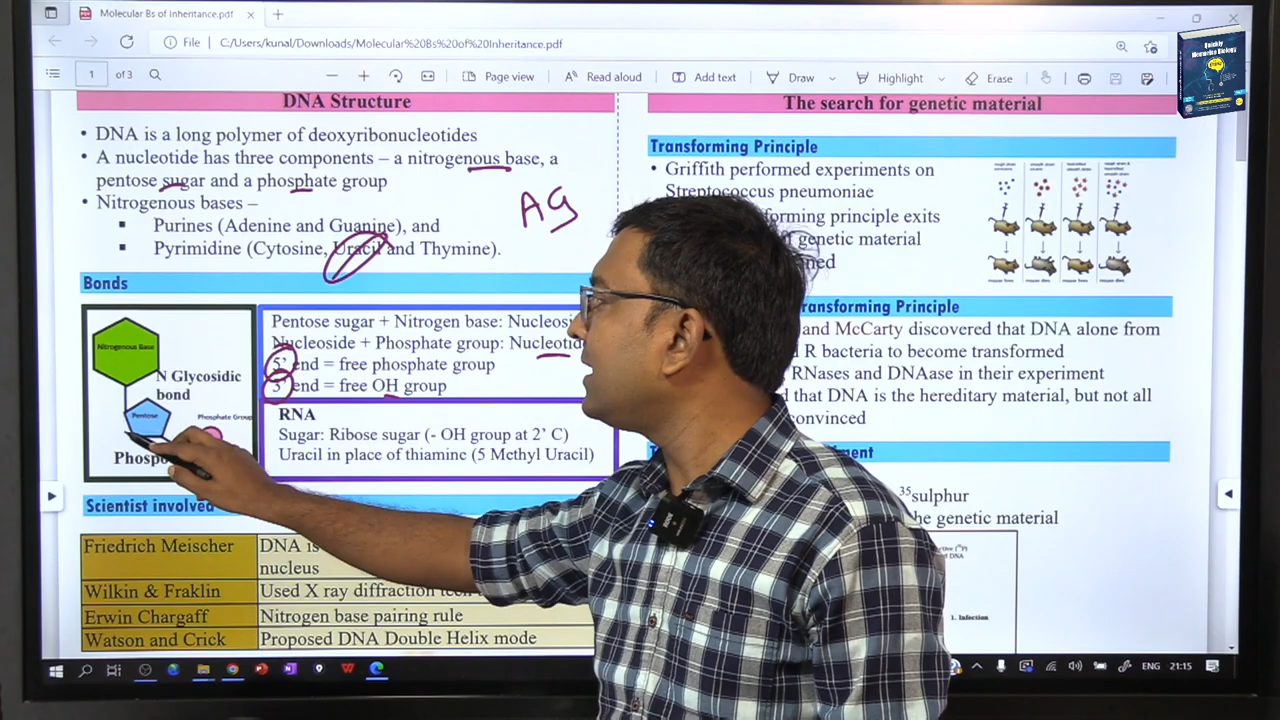 Molecular Bs of Inheritance.pdf
File
C:/Users/kunal/Downloads/Molecular%20Bs%20of%20Inheritance.pdf
1 of 3
Page view
Read aloud
Add text
Draw
Highlight
Erase
Quickly
Memorise Biology
DNA Structure
• DNA is a long polymer of deoxyribonucleotides
• A nucleotide has three components – a nitrogenous base, a
pentose sugar and a phosphate group
• Nitrogenous bases –
Purines (Adenine and Guanine), and
Pyrimidine (Cytosine, Uracil and Thymine).
AG
Bonds
Nitrogenous Base
N Glycosidic
bond
Pentose
Phosphate Group
Pentose sugar + Nitrogen base:
Nucleoside + Phosphate group:
5' end = free phosphate group
3' end = free OH group
RNA
Sugar: Ribose sugar (- OH group at 2' C)
Uracil in place of thiamine (5 Methyl Uracil)
Scientist involved
Friedrich Meischer
DNA is
nucleus
Wilkin & Fraklin
Used X ray diffraction
Erwin Chargaff
Nitrogen base pairing rule
Watson and Crick
Proposed DNA Double Helix mode
The search for genetic material
Transforming Principle
• Griffith performed experiments on
Streptococcus pneumoniae
principle exits
genetic material
Transforming Principle
and McCarty discovered that DNA alone from
R bacteria to become transformed
RNases and DNAase in their experiment
that DNA is the hereditary material, but not all
convinced
35sulphur
the genetic material
1. Infection
ENG
21:15